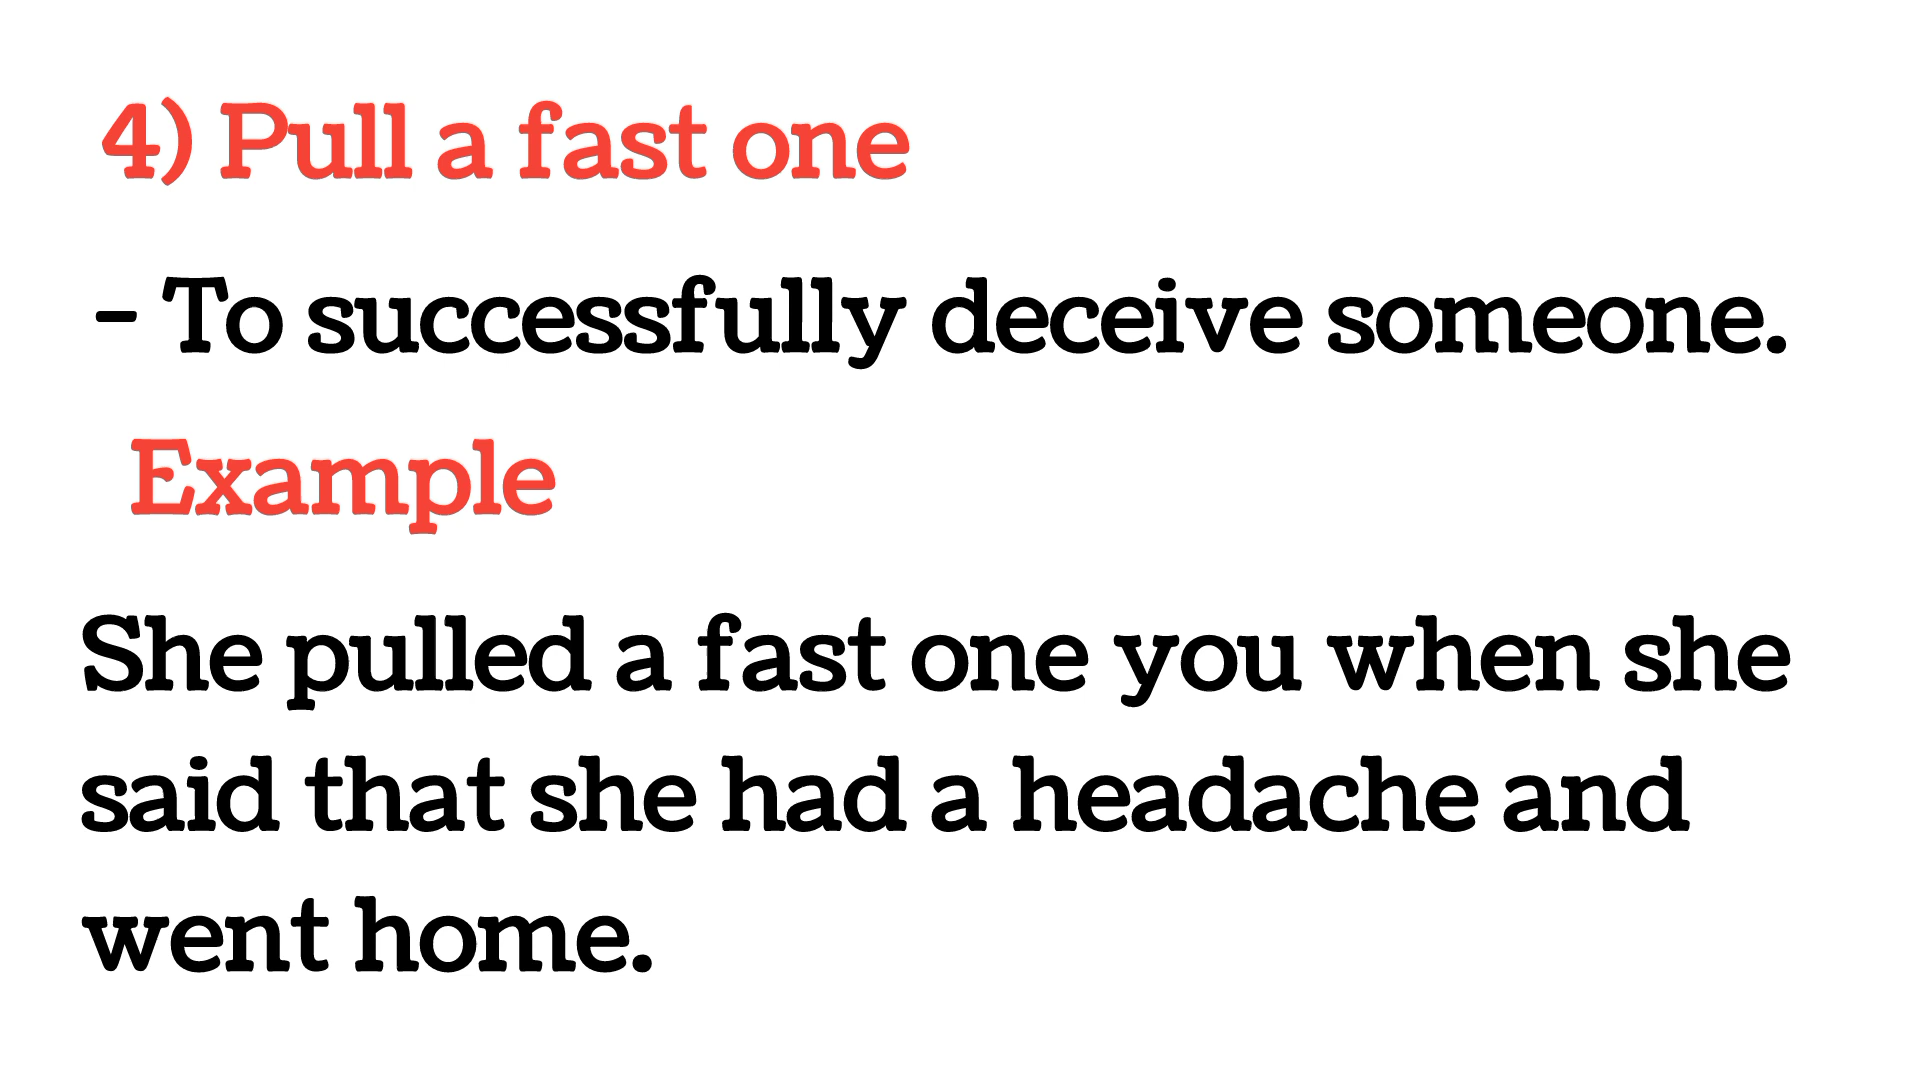 4) Pull a fast one
- To successfully deceive someone.
Example
She pulled a fast one you when she
said that she had a headache and
went home.